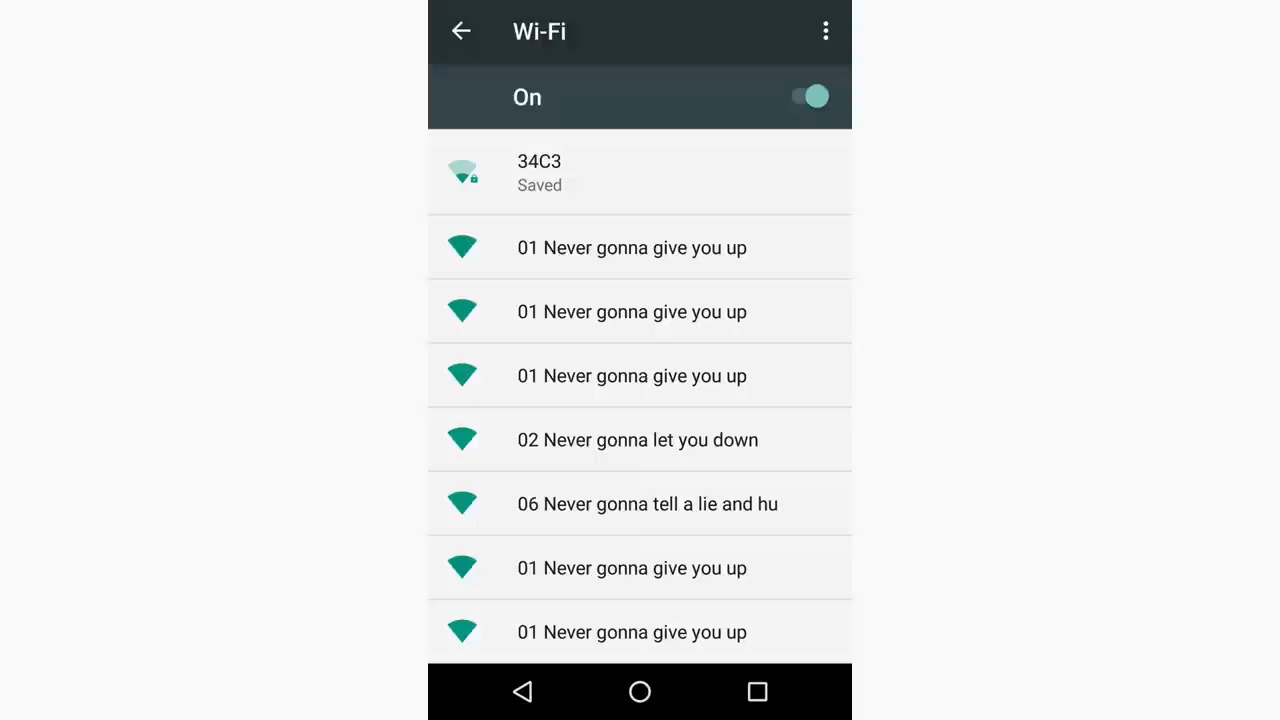 Wi-Fi
On
34C3
Saved
01 Never gonna give you up
01 Never gonna give you up
01 Never gonna give you up
02 Never gonna let you down
06 Never gonna tell a lie and hu
01 Never gonna give you up
01 Never gonna give you up